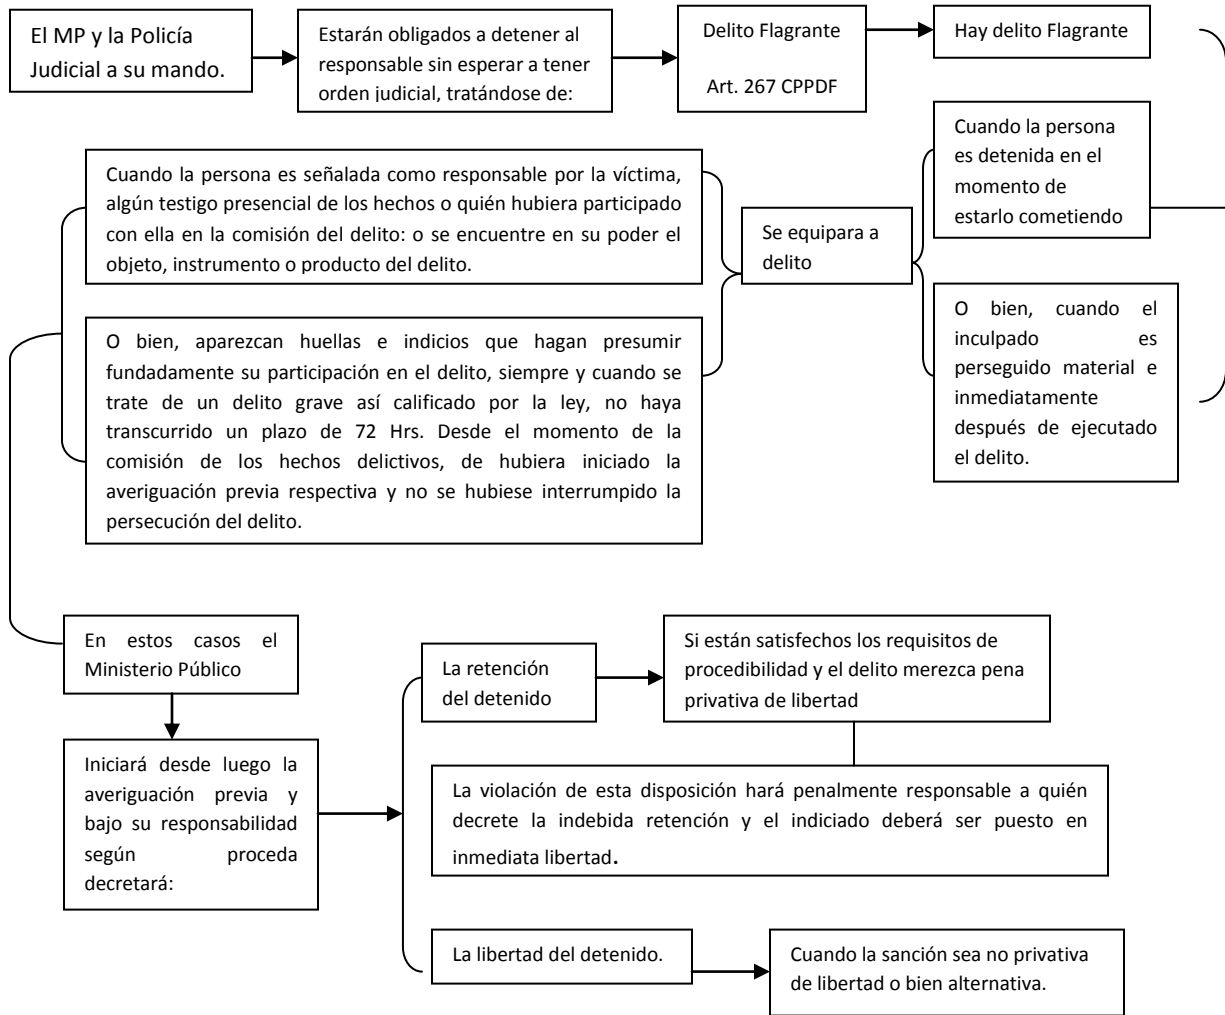 El MP y la Policía
Judicial a su mando.
Estarán obligados a detener al
responsable sin esperar a tener
orden judicial, tratándose de:
Delito Flagrante
Art. 267 CPPDF
Hay delito Flagrante
Cuando la persona
es detenida en el
momento de
estarlo cometiendo
O bien, cuando el
inculpado es
perseguido material e
inmediatamente
después de ejecutado
el delito.
Se equipara a
delito
Cuando la persona es señalada como responsable por la víctima,
algún testigo presencial de los hechos o quién hubiera participado
con ella en la comisión del delito: o se encuentre en su poder el
objeto, instrumento o producto del delito.
O bien, aparezcan huellas e indicios que hagan presumir
fundadamente su participación en el delito, siempre y cuando se
trate de un delito grave así calificado por la ley, no haya
transcurrido un plazo de 72 Hrs. Desde el momento de la
comisión de los hechos delictivos, de hubiera iniciado la
averiguación previa respectiva y no se hubiese interrumpido la
persecución del delito.
En estos casos el
Ministerio Público
Iniciará desde luego la
averiguación previa y
bajo su responsabilidad
según proceda
decretará:
La retención
del detenido
Si están satisfechos los requisitos de
procedibilidad y el delito merezca pena
privativa de libertad
La violación de esta disposición hará penalmente responsable a quién
decrete la indebida retención y el indiciado deberá ser puesto en
inmediata libertad.
La libertad del detenido.
Cuando la sanción sea no privativa
de libertad o bien alternativa.